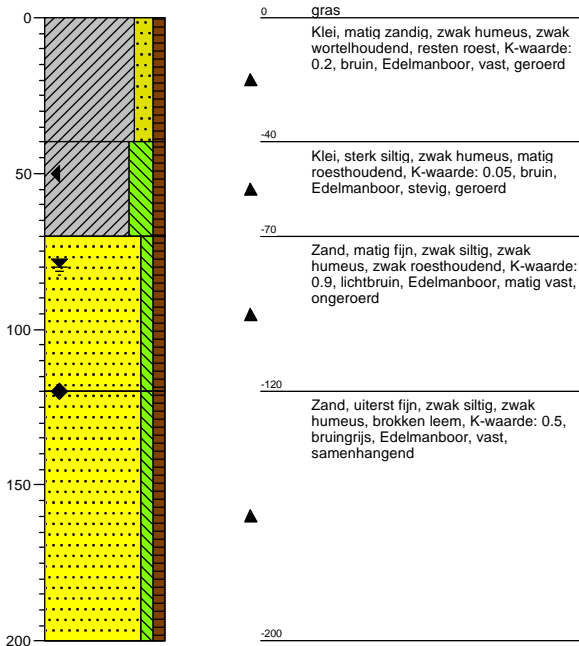 0
50
100
150
200
0
gras
Klei, matig zandig, zwak humeus, zwak
wortelhoudend, resten roest, K-waarde:
0.2, bruin, Edelmanboor, vast, geroerd
-40
Klei, sterk siltig, zwak humeus, matig
roesthoudend, K-waarde: 0.05, bruin,
Edelmanboor, stevig, geroerd
-70
Zand, matig fijn, zwak siltig, zwak
humeus, zwak roesthoudend, K-waarde:
0.9, lichtbruin, Edelmanboor, matig vast,
ongeroerd
-120
Zand, uiterst fijn, zwak siltig, zwak
humeus, brokken leem, K-waarde: 0.5,
bruingrijs, Edelmanboor, vast,
samenhangend
-200